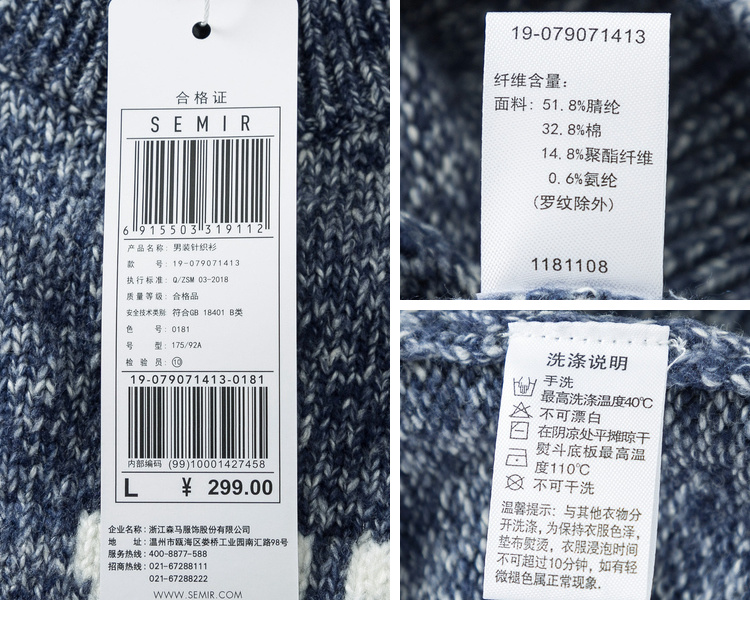 合格证
SEMIR
6 915503 319112
产品名称: 男装针织衫
款 号: 19-079071413
执行标准: Q/ZSM 03-2018
质量等级: 合格品
安全技术类别 符合GB 18401 B类
色 号: 0181
号 型: 175/92A
检 验 员: ⑩
19-079071413-0181
内部编码 (99)10001427458
L ¥ 299.00
企业名称: 浙江森马服饰股份有限公司
地 址: 温州市瓯海区娄桥工业园南汇路98号
服务热线: 400-8877-588
招商热线: 021-67288111
021-67288222
WWW.SEMIR.COM
19-079071413
纤维含量:
面料: 51.8%腈纶
32.8%棉
14.8%聚酯纤维
0.6%氨纶
(罗纹除外)
1181108
洗涤说明
手洗
最高洗涤温度40℃
不可漂白
在阴凉处平摊晾干
熨斗底板最高温
度110℃
不可干洗
温馨提示: 与其他衣物分
开洗涤, 为保持衣服色泽,
垫布熨烫, 衣服浸泡时间
不可超过10分钟, 如有轻
微褪色属正常现象.